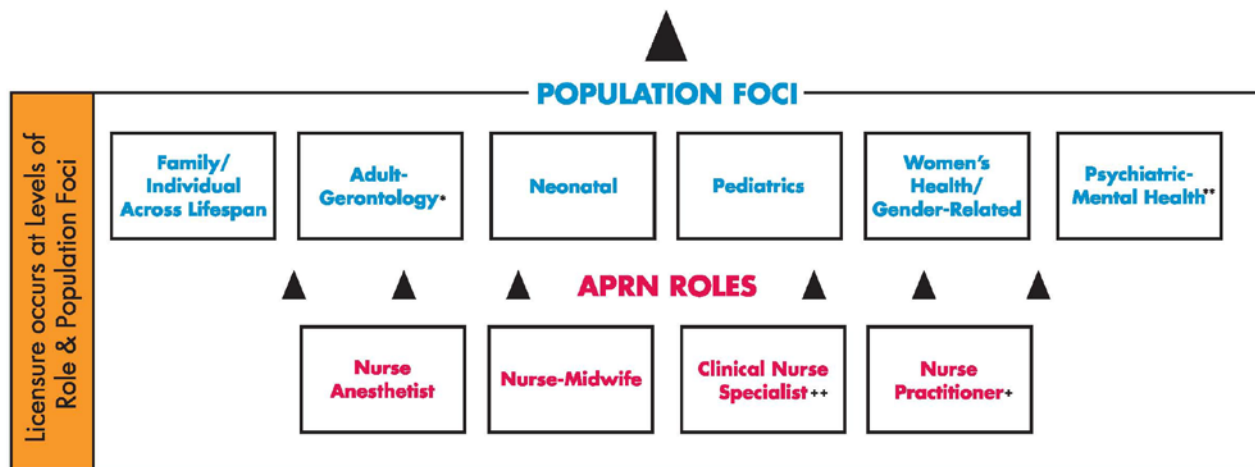 POPULATION FOCI
Licensure occurs at Levels of
Role & Population Foci
Family/
Individual
Across Lifespan
Adult-
Gerontology*
Neonatal
Pediatrics
Women's
Health/
Gender-Related
Psychiatric-
Mental Health**
APRN ROLES
Nurse
Anesthetist
Nurse-Midwife
Clinical Nurse
Specialist++
Nurse
Practitioner+